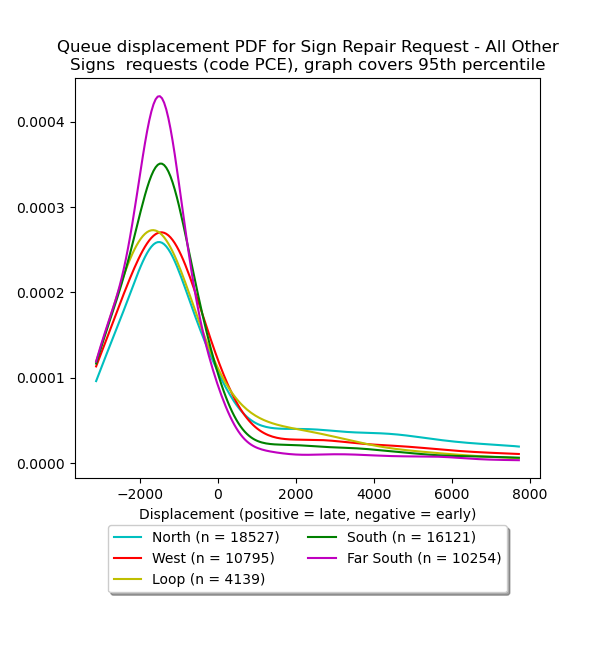 Queue displacement PDF for Sign Repair Request - All Other
Signs  requests (code PCE), graph covers 95th percentile
0.0004
0.0003
0.0002
0.0001
0.0000
−2000 0 2000 4000 6000 8000
Displacement (positive = late, negative = early)
North (n = 18527)
West (n = 10795)
Loop (n = 4139)
South (n = 16121)
Far South (n = 10254)